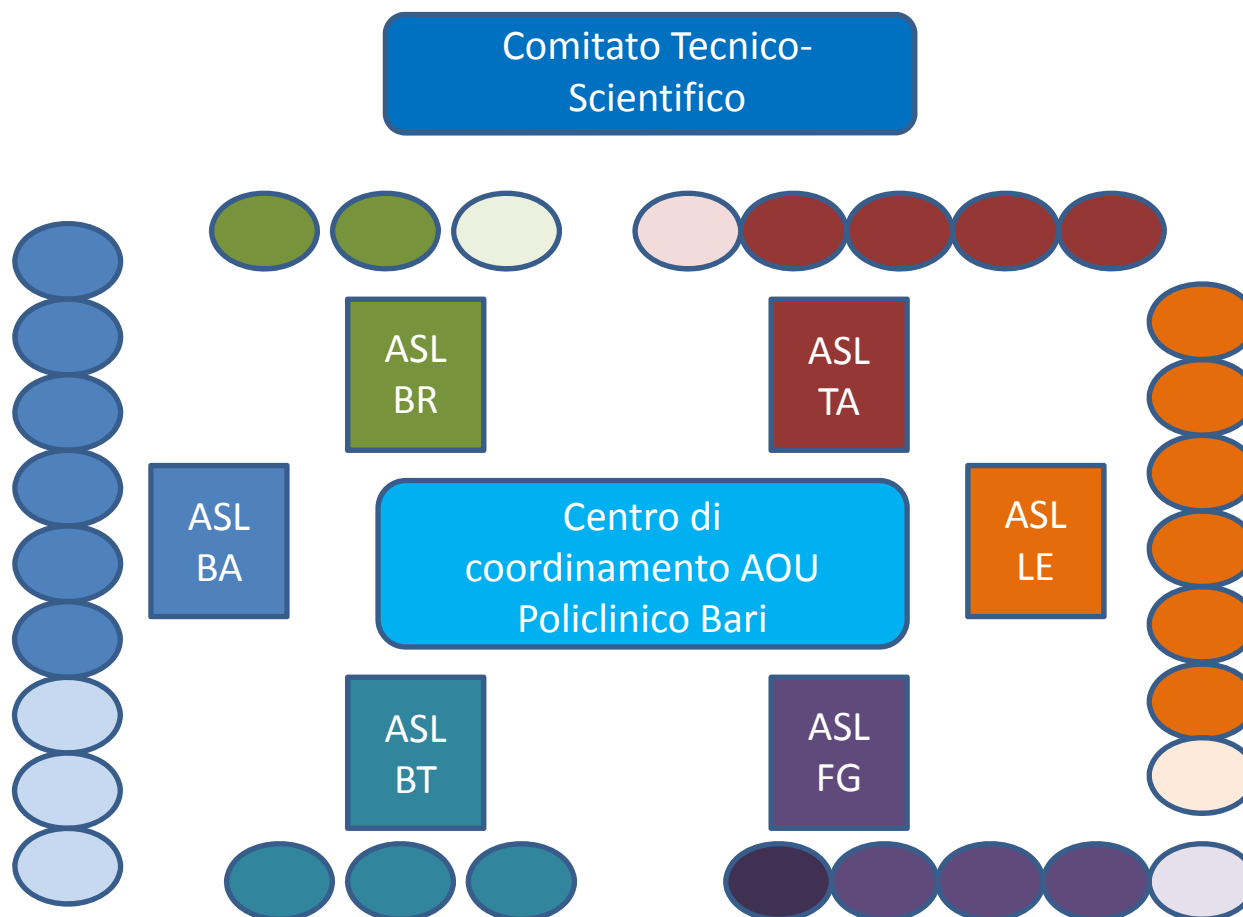 Comitato Tecnico-
Scientifico
ASL
BR
ASL
TA
ASL
BA
Centro di
coordinamento AOU
Policlinico Bari
ASL
LE
ASL
BT
ASL
FG